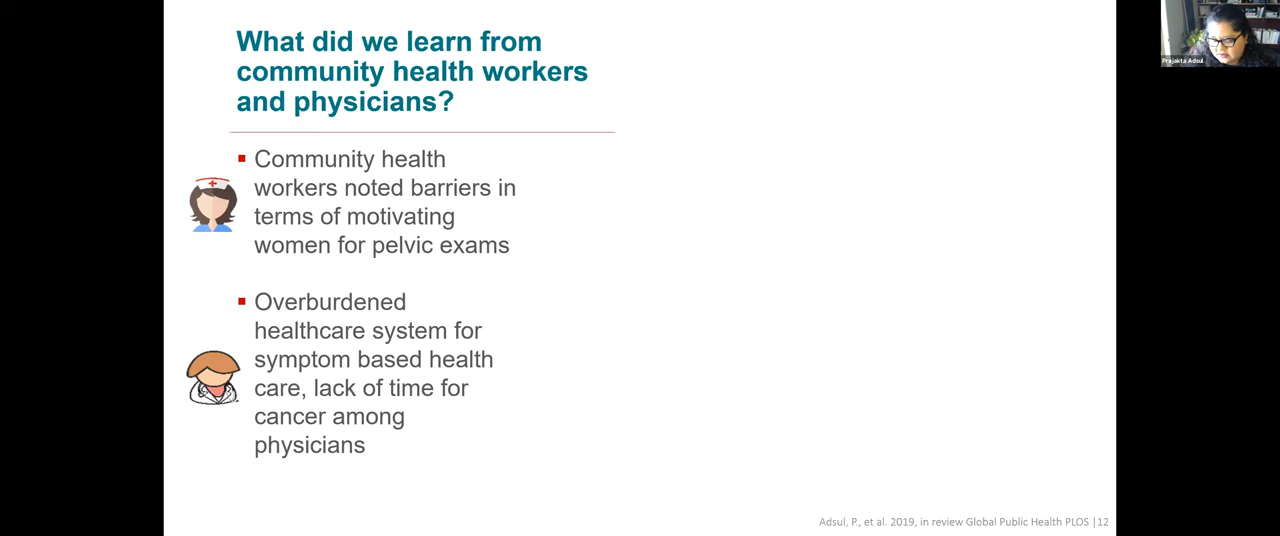 What did we learn from
community health workers
and physicians?
Community health
workers noted barriers in
terms of motivating
women for pelvic exams
Overburdened
healthcare system for
symptom based health
care, lack of time for
cancer among
physicians
Adsul, P., et al. 2019, in review Global Public Health PLOS |12
Prajakta Adsul